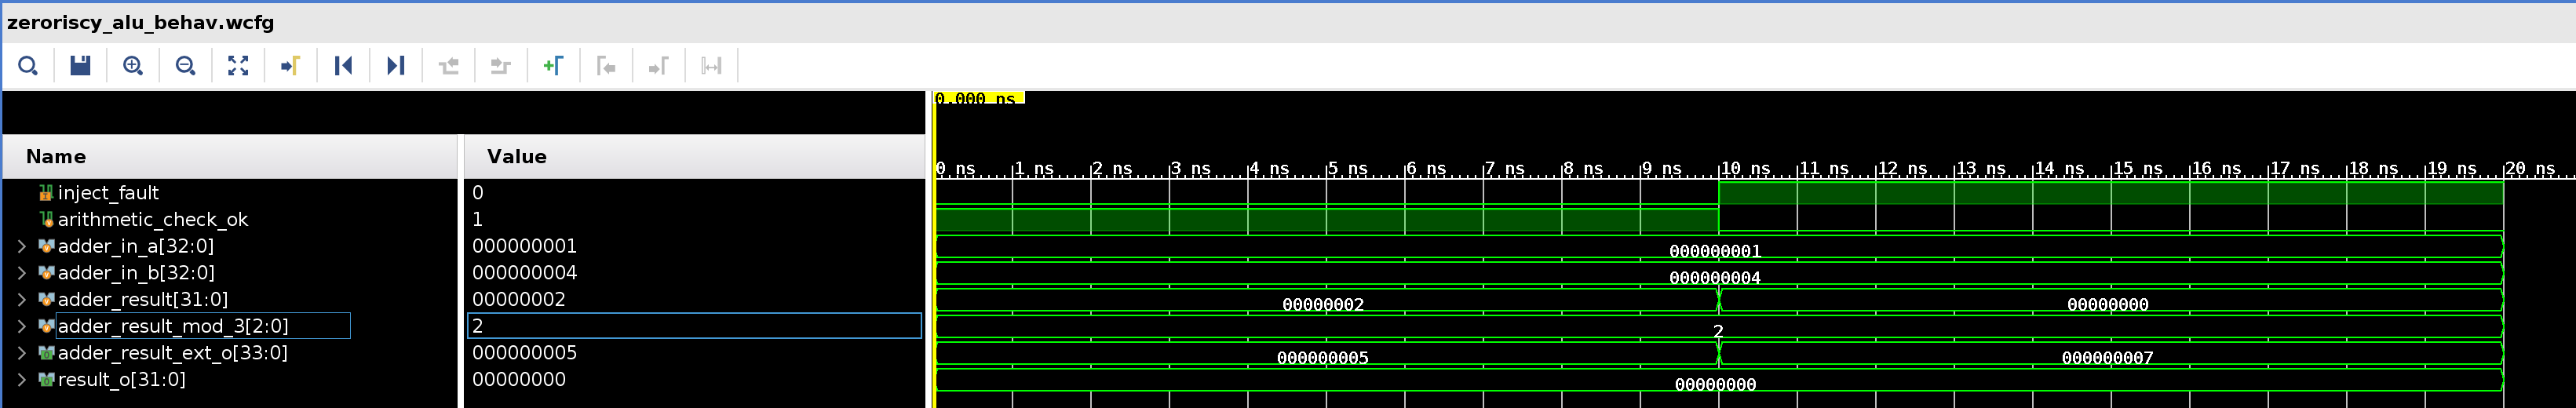 zeroriscy_alu_behav.wcfg
0.000 ns
Name Value
0 ns 1 ns 2 ns 3 ns 4 ns 5 ns 6 ns 7 ns 8 ns 9 ns 10 ns 11 ns 12 ns 13 ns 14 ns 15 ns 16 ns 17 ns 18 ns 19 ns 20 ns
inject_fault 0
arithmetic_check_ok 1
adder_in_a[32:0] 000000001 000000001
adder_in_b[32:0] 000000004 000000004
adder_result[31:0] 00000002 00000002 00000000
adder_result_mod_3[2:0] 2 2
adder_result_ext_o[33:0] 000000005 000000005 000000007
result_o[31:0] 00000000 00000000